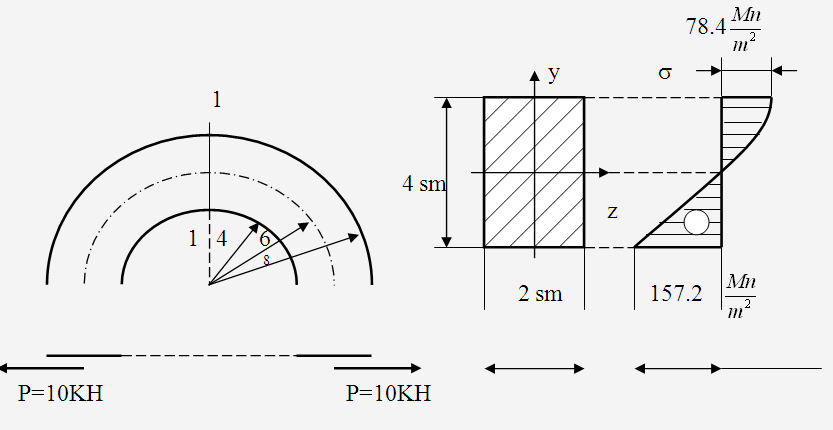 1
1 4 6
8
P=10KH
P=10KH
78.4 Mn
m²
σ
y
4 sm
z
2 sm
157.2 Mn
m²